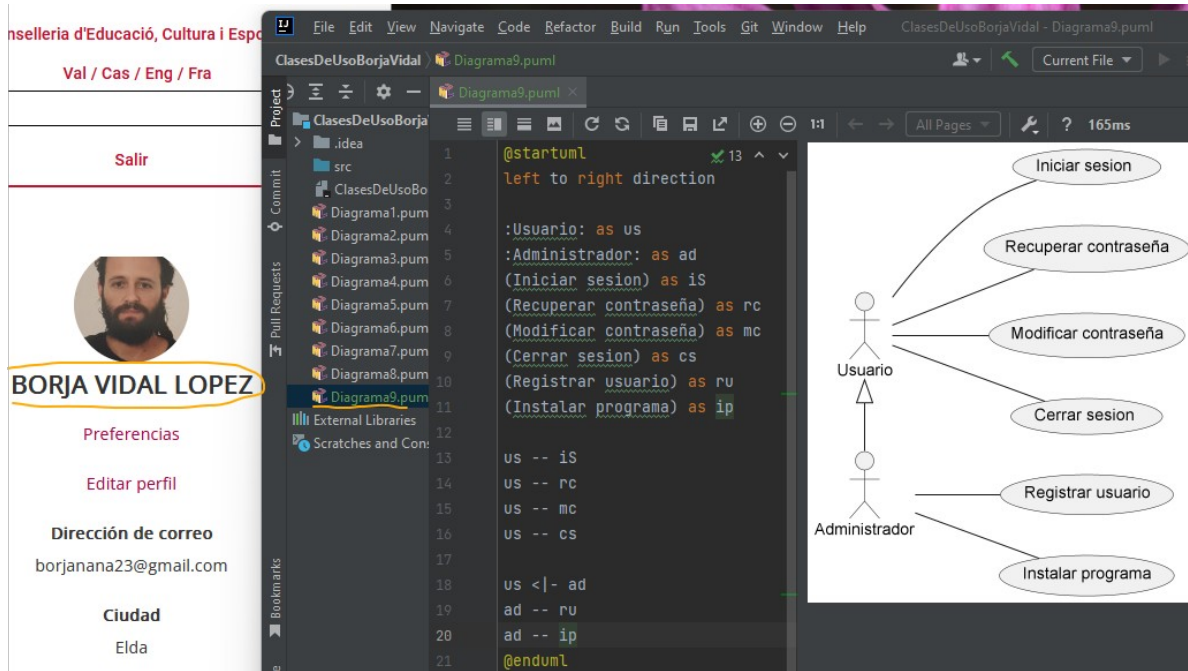 nselleria d'Educació, Cultura i Espo
Val / Cas / Eng / Fra
Salir
BORJA VIDAL LOPEZ
Preferencias
Editar perfil
Dirección de correo
borjanana23@gmail.com
Ciudad
Elda
IJ File Edit View Navigate Code Refactor Build Run Tools Git Window Help ClasesDeUsoBorjaVidal - Diagrama9.puml
ClasesDeUsoBorjaVidal Diagrama9.puml Current File
Diagrama9.puml
Project
Commit
Pull Requests
Bookmarks
ClasesDeUsoBorja
.idea
src
ClasesDeUsoBo
Diagrama1.pum
Diagrama2.pum
Diagrama3.pum
Diagrama4.pum
Diagrama5.pum
Diagrama6.pum
Diagrama7.pum
Diagrama8.pum
Diagrama9.pum
External Libraries
Scratches and Con
1:1 All Pages ? 165ms
13
1 @startuml
2 left to right direction
3
4 :Usuario: as us
5 :Administrador: as ad
6 (Iniciar sesion) as iS
7 (Recuperar contraseña) as rc
8 (Modificar contraseña) as mc
9 (Cerrar sesion) as cs
10 (Registrar usuario) as ru
11 (Instalar programa) as ip
12
13 us -- iS
14 us -- rc
15 us -- mc
16 us -- cs
17
18 us <|- ad
19 ad -- ru
20 ad -- ip
21 @enduml
Iniciar sesion
Recuperar contraseña
Modificar contraseña
Usuario
Cerrar sesion
Registrar usuario
Administrador
Instalar programa